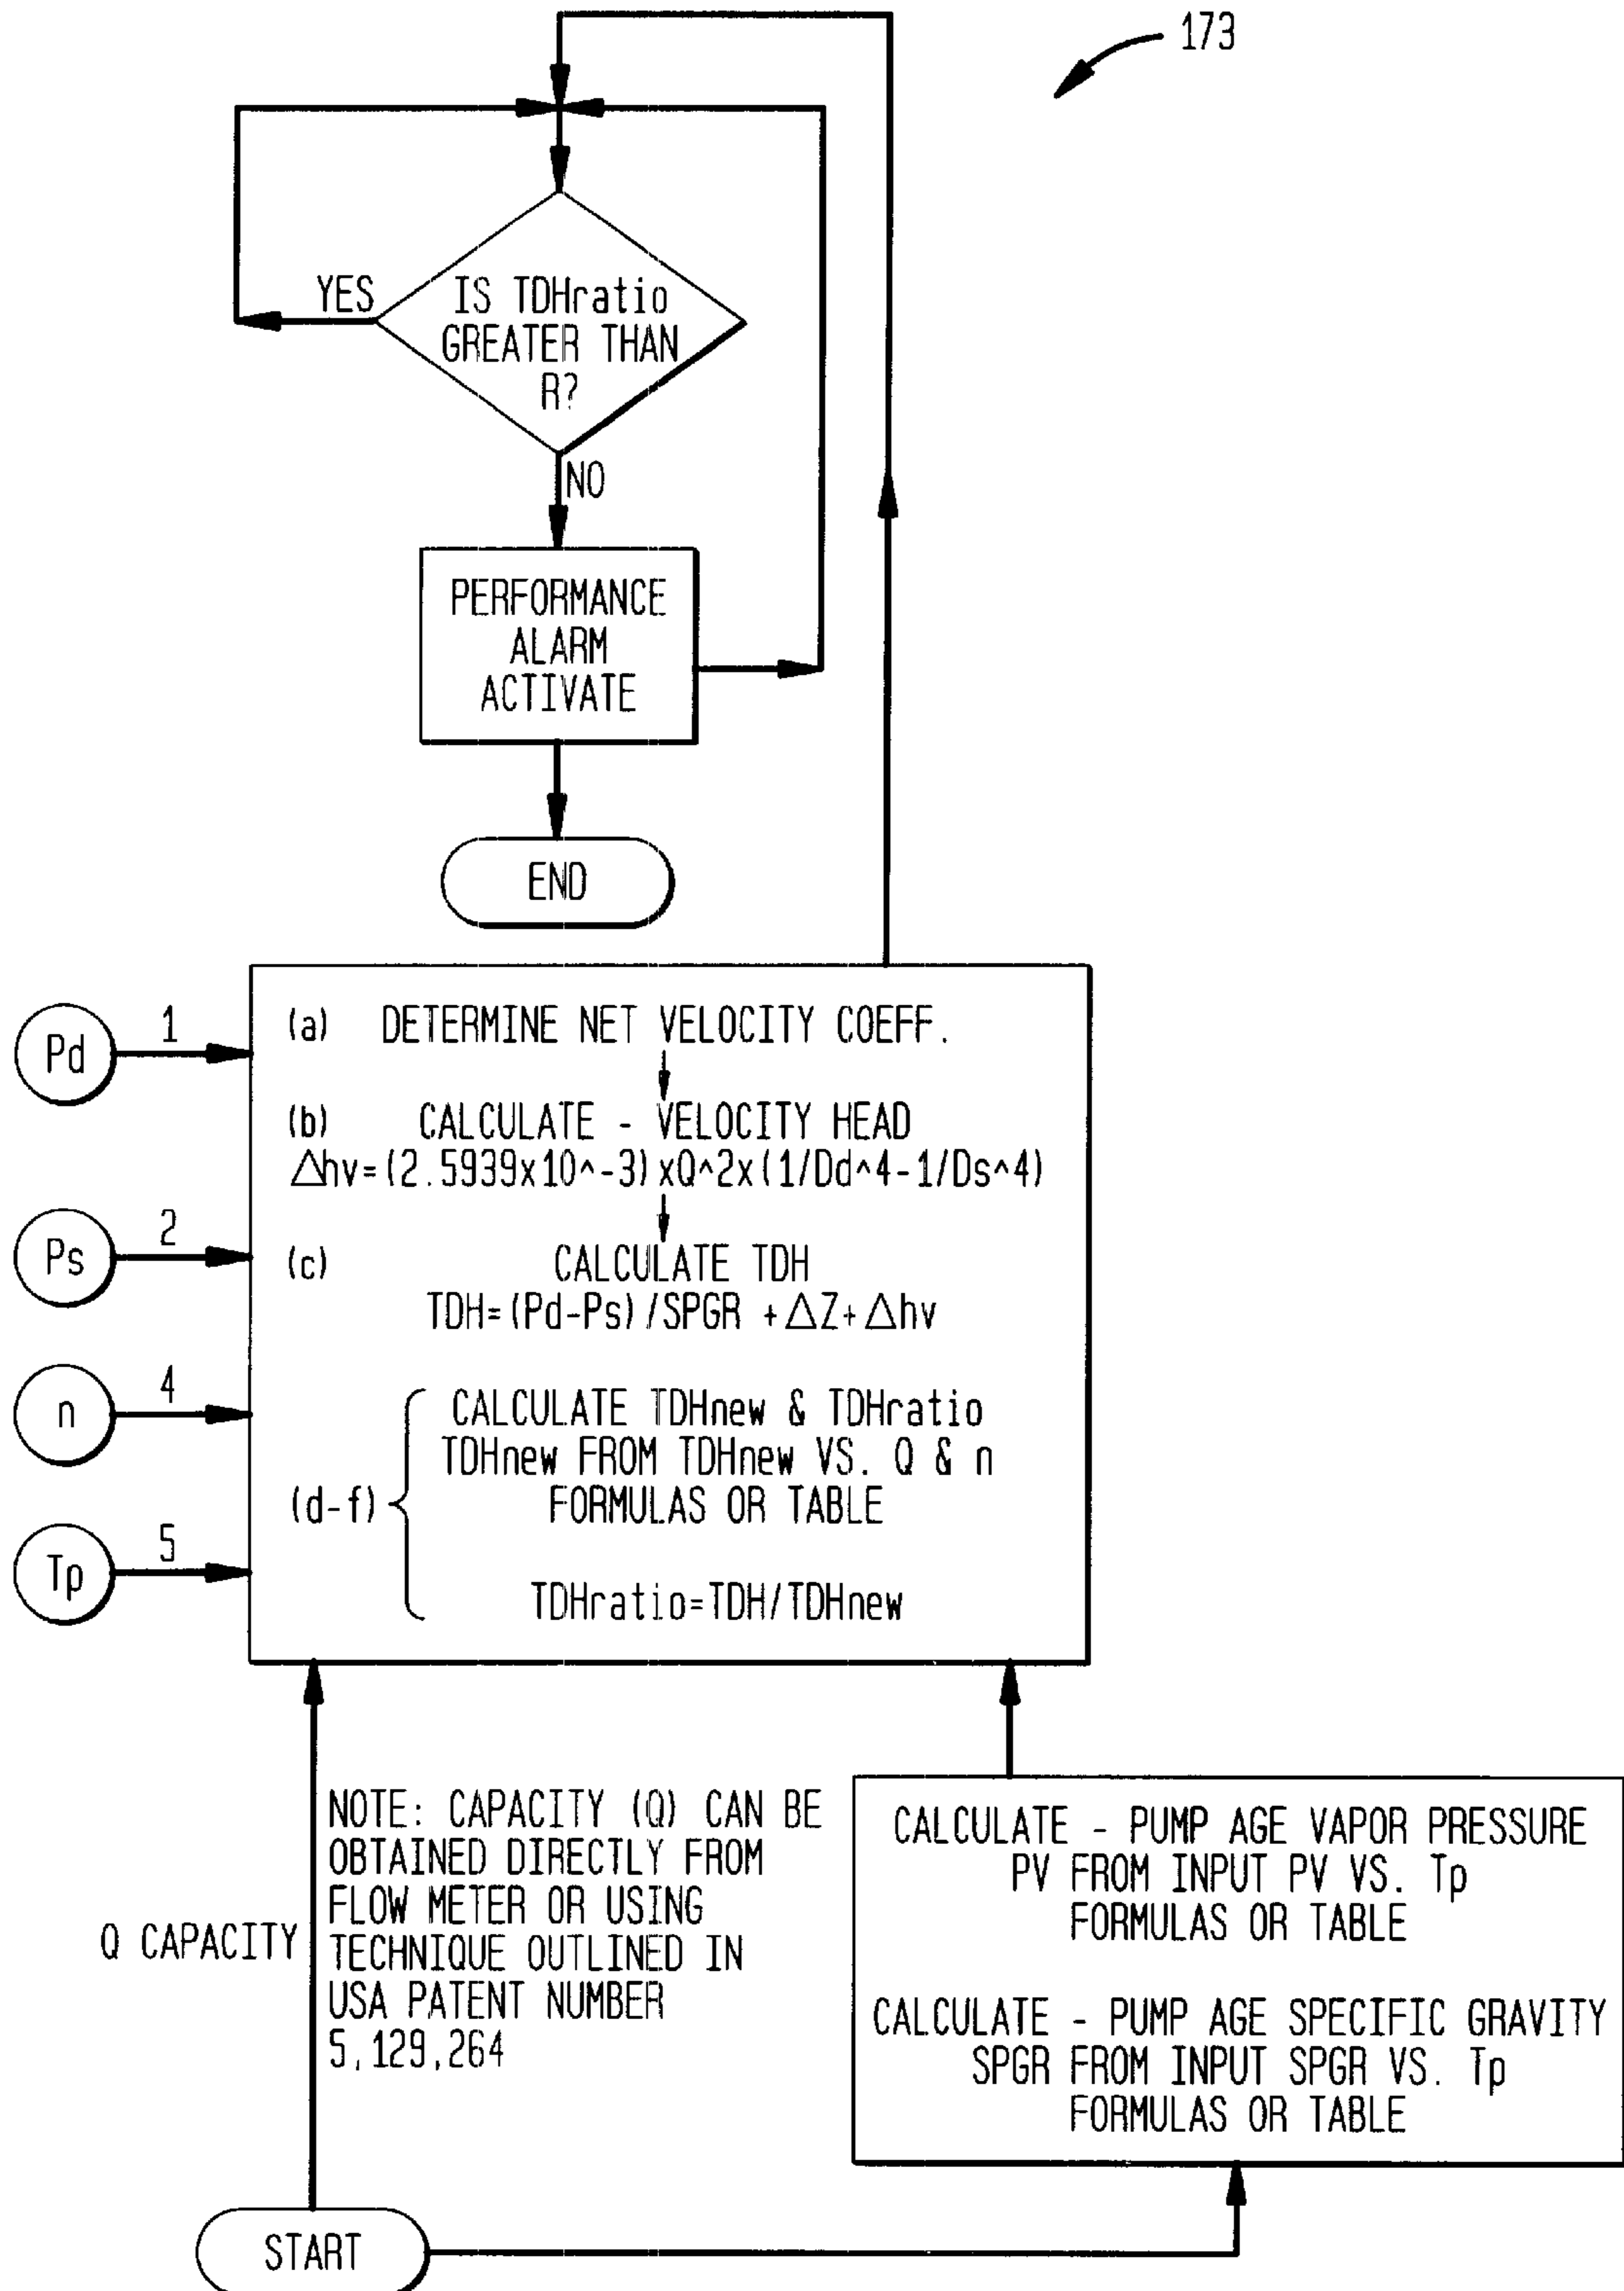 173
YES
IS TDHratio
GREATER THAN
R?
NO
PERFORMANCE
ALARM
ACTIVATE
END
Pd
1
(a) DETERMINE NET VELOCITY COEFF.
(b) CALCULATE - VELOCITY HEAD
△hv=(2.5939x10^-3)xQ^2x(1/Dd^4-1/Ds^4)
Ps
2
(c) CALCULATE TDH
TDH=(Pd-Ps)/SPGR +△Z+△hv
n
4
CALCULATE TDHnew & TDHratio
TDHnew FROM TDHnew VS. Q & n
(d-f) FORMULAS OR TABLE
Tp
5
TDHratio=TDH/TDHnew
Q CAPACITY
NOTE: CAPACITY (Q) CAN BE
OBTAINED DIRECTLY FROM
FLOW METER OR USING
TECHNIQUE OUTLINED IN
USA PATENT NUMBER
5,129,264
CALCULATE - PUMP AGE VAPOR PRESSURE
PV FROM INPUT PV VS. Tp
FORMULAS OR TABLE
CALCULATE - PUMP AGE SPECIFIC GRAVITY
SPGR FROM INPUT SPGR VS. Tp
FORMULAS OR TABLE
START